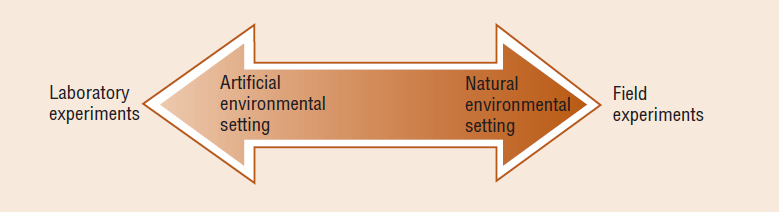 Laboratory
experiments
Artificial
environmental
setting
Natural
environmental
setting
Field
experiments